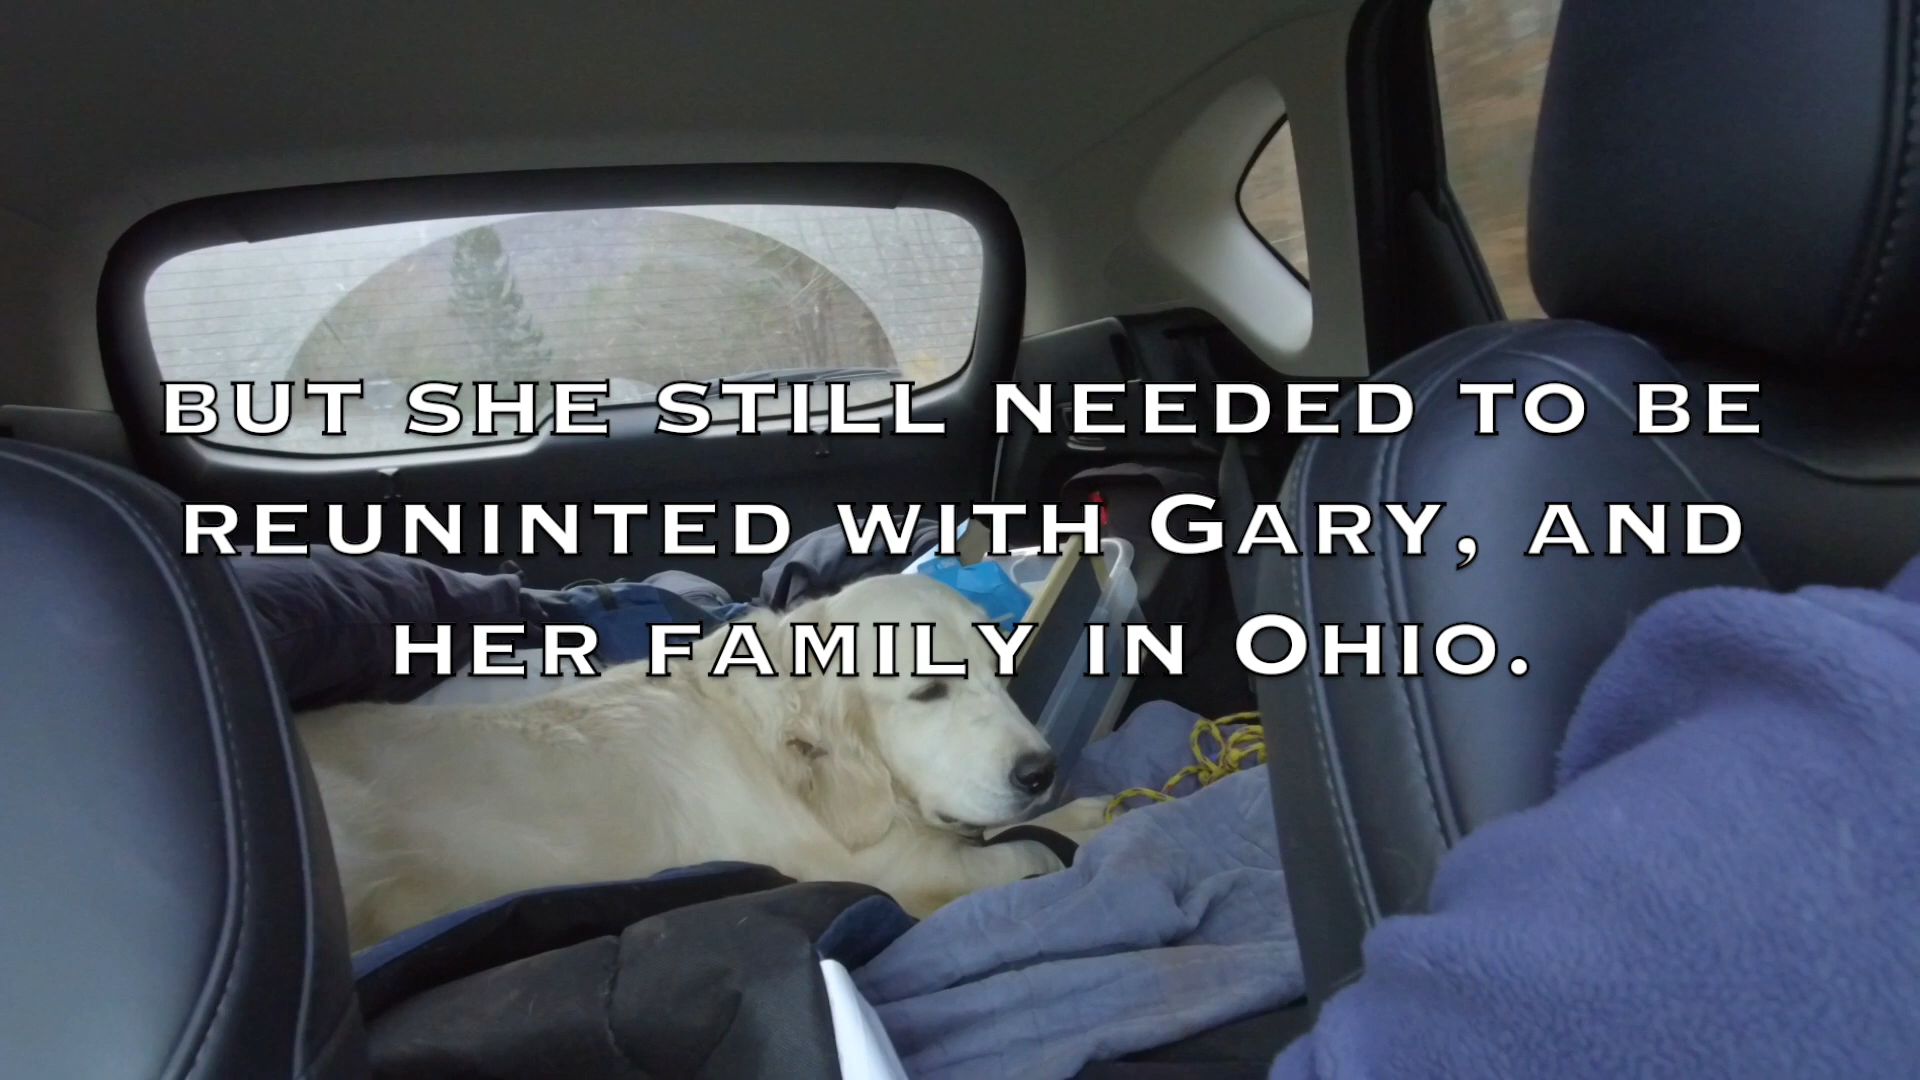 but she still needed to be
reuninted with Gary, and
her family in Ohio.